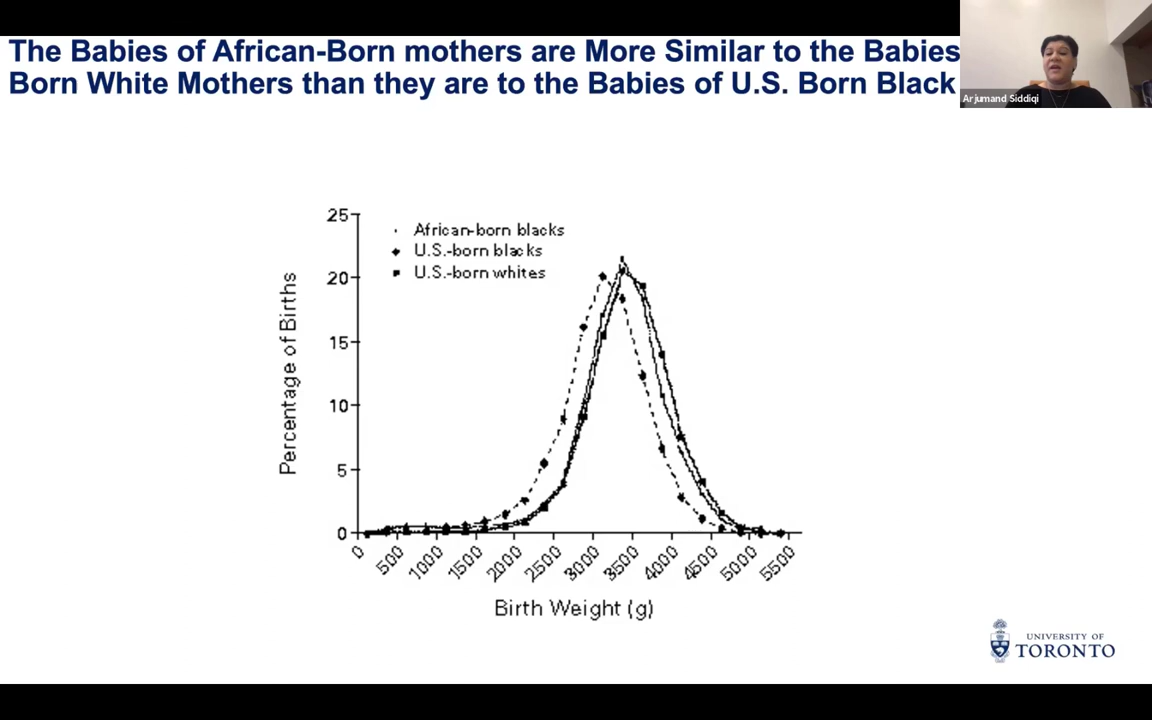 The Babies of African-Born mothers are More Similar to the Babies
Born White Mothers than they are to the Babies of U.S. Born Black
Arjumand Siddiqi
25
20
15
10
5
0
Percentage of Births
African-born blacks
U.S.-born blacks
U.S.-born whites
0
500
1000
1500
2000
2500
3000
3500
4000
4500
5000
5500
Birth Weight (g)
UNIVERSITY OF
TORONTO